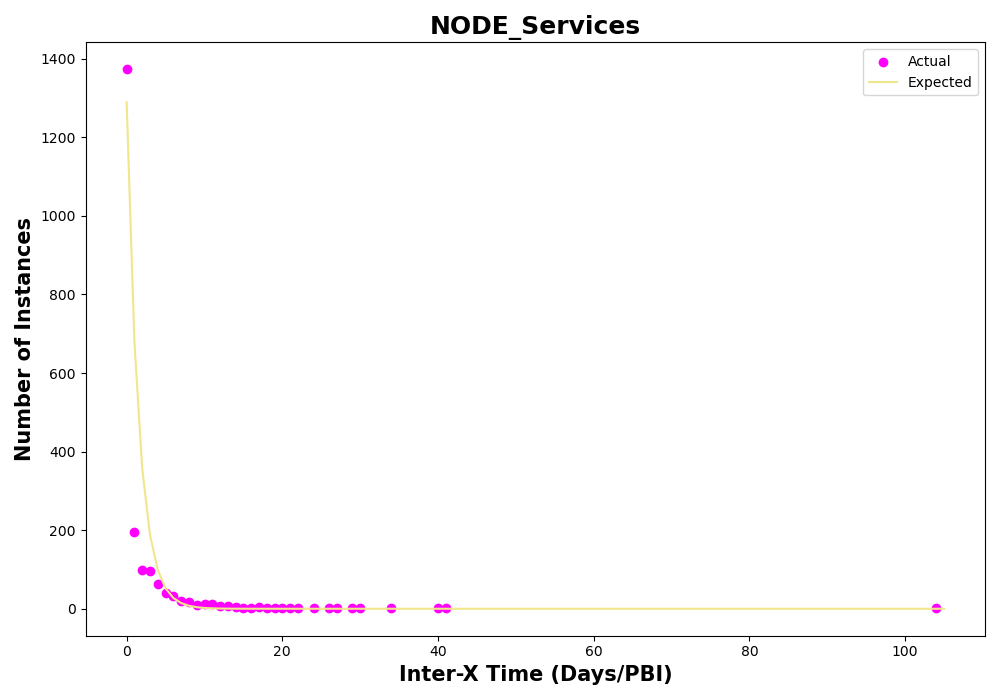 NODE_Services
Actual
Expected
Number of Instances
1400
1200
1000
800
600
400
200
0
0 20 40 60 80 100
Inter-X Time (Days/PBI)